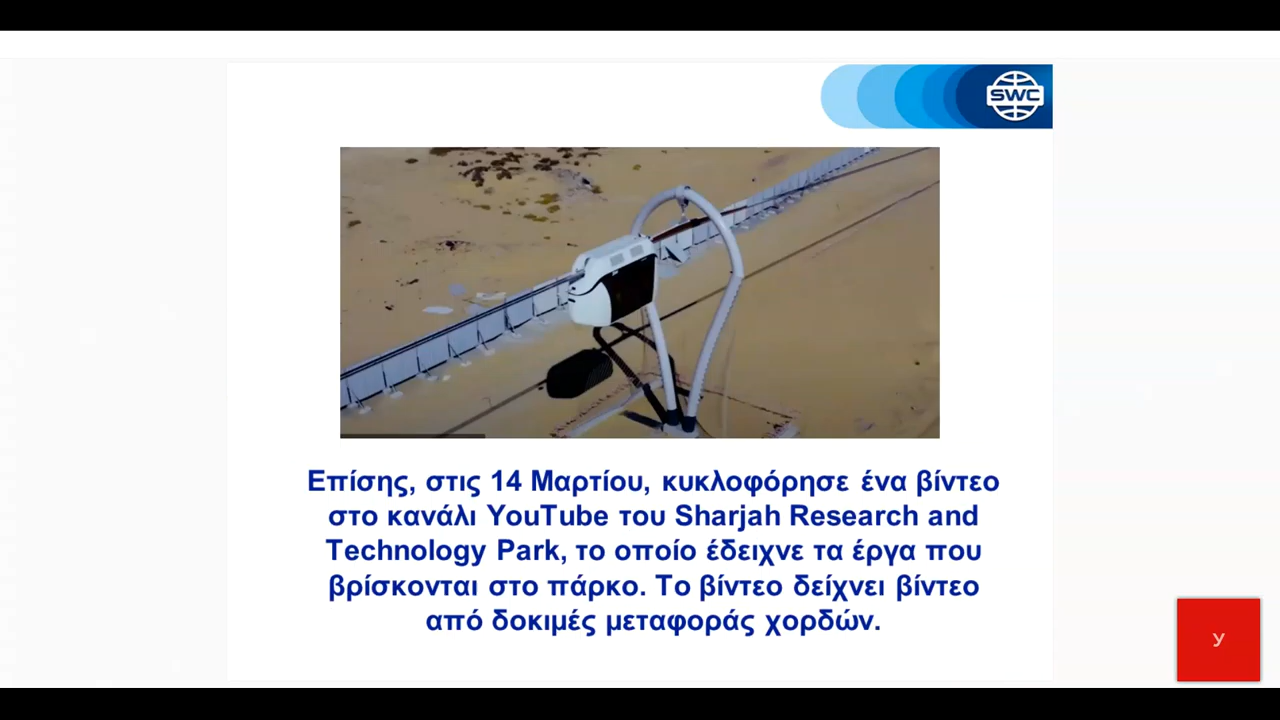 SWC
Επίσης, στις 14 Μαρτίου, κυκλοφόρησε ένα βίντεο
στο κανάλι YouTube του Sharjah Research and
Technology Park, το οποίο έδειχνε τα έργα που
βρίσκονται στο πάρκο. Το βίντεο δείχνει βίντεο
από δοκιμές μεταφοράς χορδών.
У